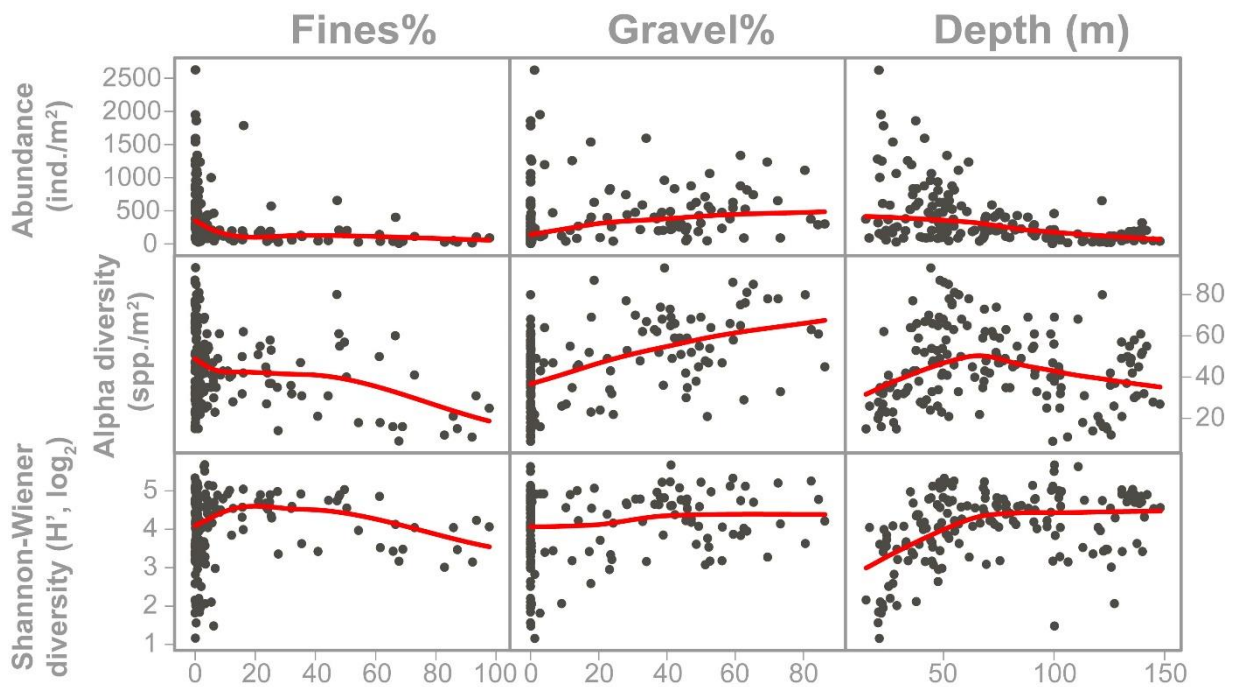 Fines% Gravel% Depth (m)
Abundance
(ind./m²)
2500
2000
1500
1000
500
0
Alpha diversity
(spp./m²)
80
60
40
20
Shannon-Wiener
diversity (H', log₂)
5
4
3
2
1
0 20 40 60 80 100 0 20 40 60 80 50 100 150